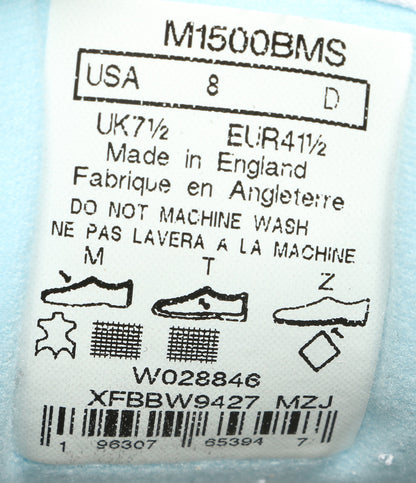 M1500BMS
USA 8 D
UK7½ EUR41½
Made in England
Fabrique en Angleterre
DO NOT MACHINE WASH
NE PAS LAVERA A LA MACHINE
M T Z
W028846
XFBBW9427 MZJ
1 96307 65394 7